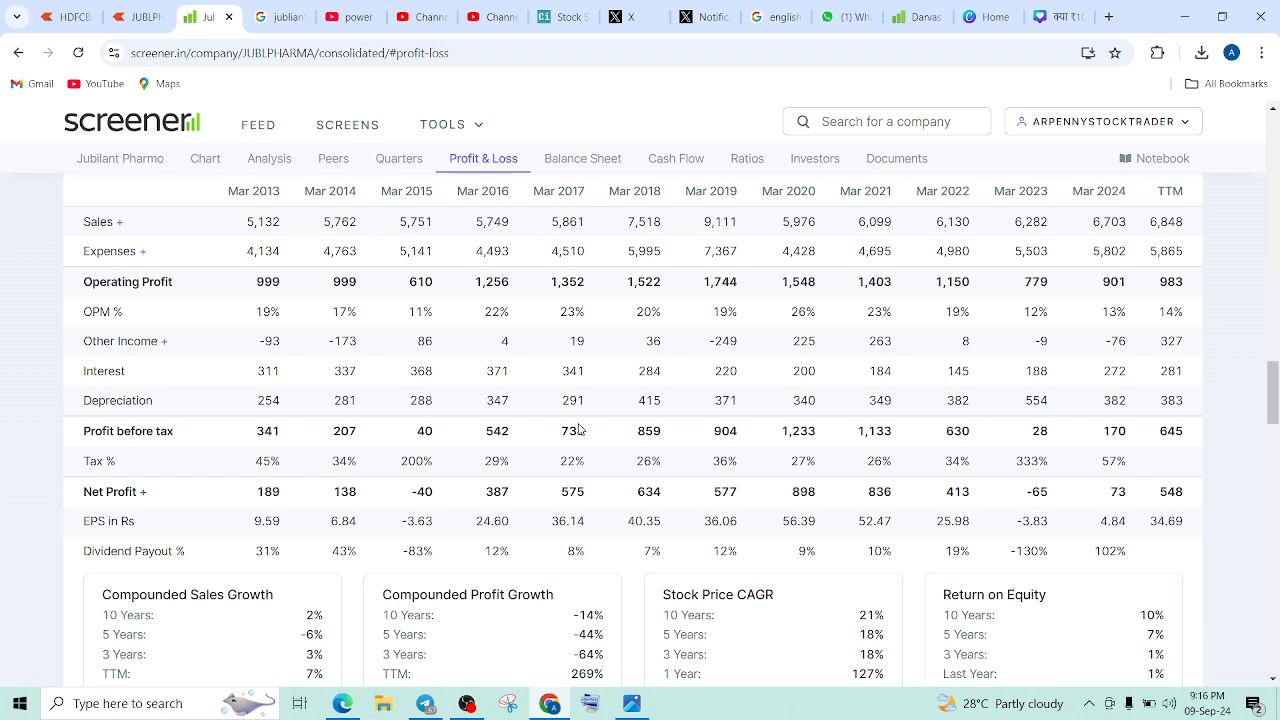 HDFCB
JUBLPH
Jub
jubilant
Channe
Channe
Channe
Stock S
X
Notific
english
(1) Wh
Darvas
Home
screener.in/company/JUBLPHARMA/consolidated/#profit-loss
A
Gmail YouTube Maps All Bookmarks
screener FEED SCREENS TOOLS Search for a company ARPENNYSTOCKTRADER
Jubilant Pharmo Chart Analysis Peers Quarters Profit & Loss Balance Sheet Cash Flow Ratios Investors Documents Notebook
Mar 2013 Mar 2014 Mar 2015 Mar 2016 Mar 2017 Mar 2018 Mar 2019 Mar 2020 Mar 2021 Mar 2022 Mar 2023 Mar 2024 TTM
Sales + 5,132 5,762 5,751 5,749 5,861 7,518 9,111 5,976 6,099 6,130 6,282 6,703 6,848
Expenses + 4,134 4,763 5,141 4,493 4,510 5,995 7,367 4,428 4,695 4,980 5,503 5,802 5,865
Operating Profit 999 999 610 1,256 1,352 1,522 1,744 1,548 1,403 1,150 779 901 983
OPM % 19% 17% 11% 22% 23% 20% 19% 26% 23% 19% 12% 13% 14%
Other Income + -93 -173 86 4 19 36 -249 225 263 8 -9 -76 327
Interest 311 337 368 371 341 284 220 200 184 145 188 272 281
Depreciation 254 281 288 347 291 415 371 340 349 382 554 382 383
Profit before tax 341 207 40 542 859 904 1,233 1,133 630 28 170 645
Tax % 45% 34% 200% 29% 22% 26% 36% 27% 26% 34% 333% 57%
Net Profit + 189 138 -40 387 575 634 577 898 836 413 -65 73 548
EPS in Rs 9.59 6.84 -3.63 24.60 36.14 40.35 36.06 56.39 52.47 25.98 -3.83 4.84 34.69
Dividend Payout % 31% 43% -83% 12% 8% 7% 12% 9% 10% 19% -130% 102%
Compounded Sales Growth
10 Years: 2%
5 Years: -6%
3 Years: 3%
TTM: 7%
Compounded Profit Growth
10 Years: -14%
5 Years: -44%
3 Years: -64%
TTM: 269%
Stock Price CAGR
10 Years: 21%
5 Years: 18%
3 Years: 18%
1 Year: 127%
Return on Equity
10 Years: 10%
5 Years: 7%
3 Years: 1%
Last Year: 1%
Type here to search
28°C Partly cloudy
9:16 PM
09-Sep-24
2